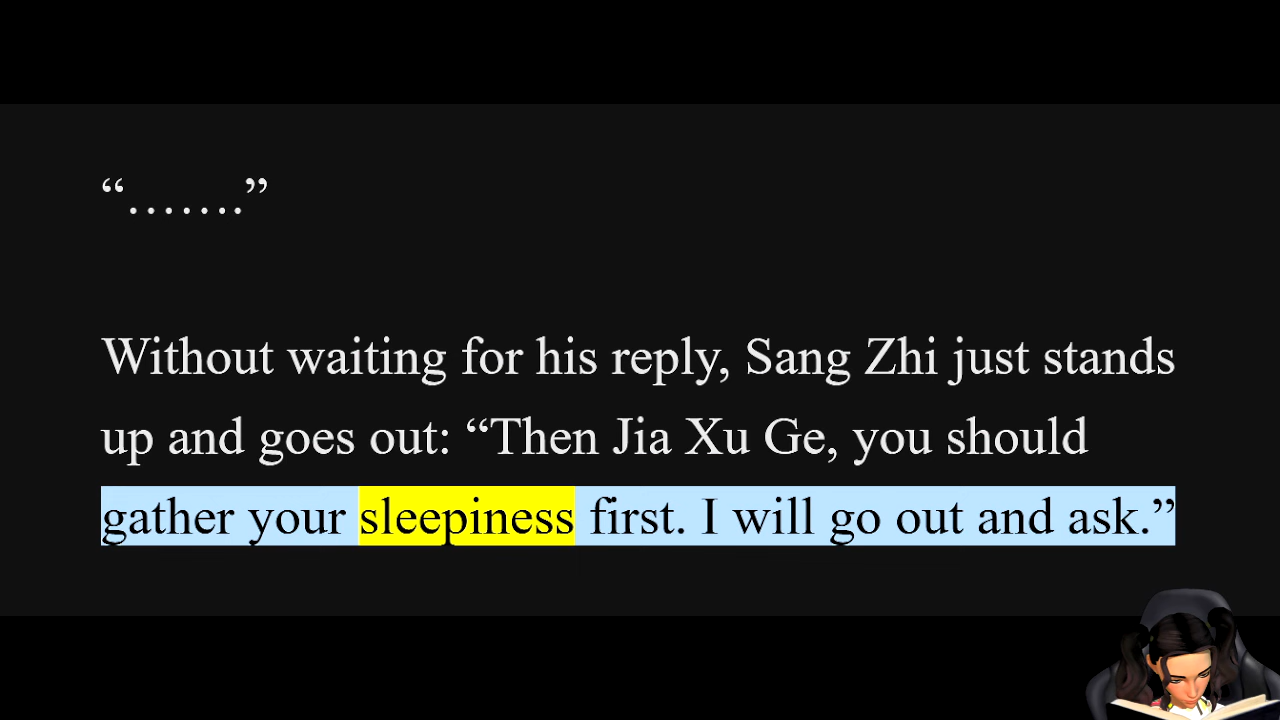 “…….”
Without waiting for his reply, Sang Zhi just stands
up and goes out: “Then Jia Xu Ge, you should
gather your sleepiness first. I will go out and ask.”